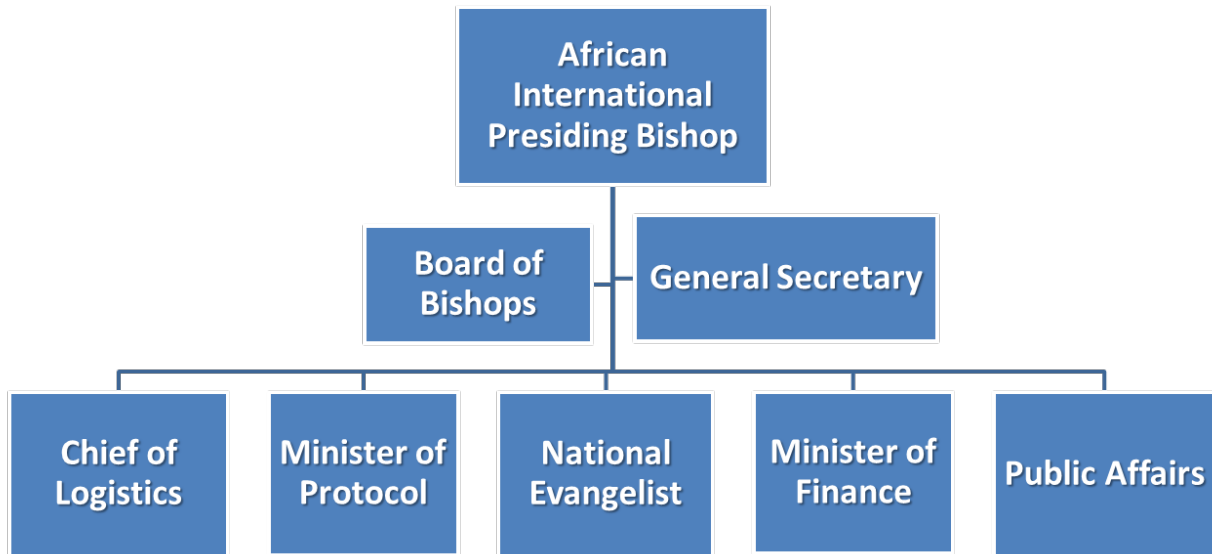 African
International
Presiding Bishop
Board of
Bishops
General Secretary
Chief of
Logistics
Minister of
Protocol
National
Evangelist
Minister of
Finance
Public Affairs